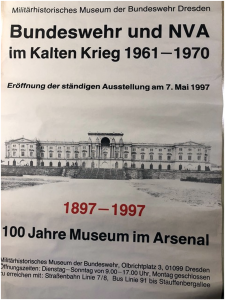 Militärhistorisches Museum der Bundeswehr Dresden
Bundeswehr und NVA
im Kalten Krieg 1961–1970
Eröffnung der ständigen Ausstellung am 7. Mai 1997
1897–1997
100 Jahre Museum im Arsenal
Militärhistorisches Museum der Bundeswehr, Olbrichtplatz 3, 01099 Dresden
Öffnungszeiten: Dienstag–Sonntag von 9.00–17.00 Uhr, Montag geschlossen
zu erreichen mit: Straßenbahn Linie 7/8, Bus Linie 91 bis Stauffenbergallee